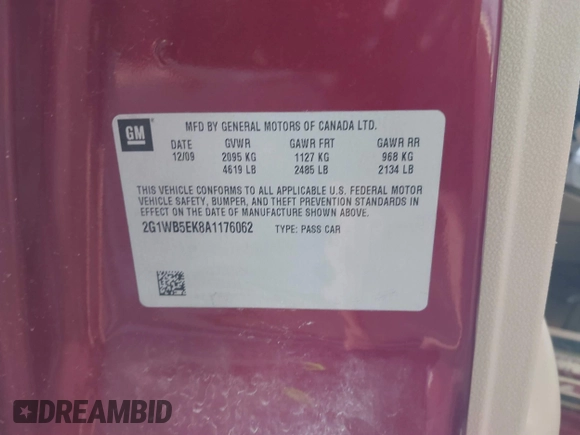 GM
MFD BY GENERAL MOTORS OF CANADA LTD.
DATE GVWR GAWR FRT GAWR RR
12/09 2095 KG 1127 KG 968 KG
4619 LB 2485 LB 2134 LB
THIS VEHICLE CONFORMS TO ALL APPLICABLE U.S. FEDERAL MOTOR
VEHICLE SAFETY, BUMPER, AND THEFT PREVENTION STANDARDS IN
EFFECT ON THE DATE OF MANUFACTURE SHOWN ABOVE.
2G1WB5EK8A1176062 TYPE: PASS CAR
DREAMBID